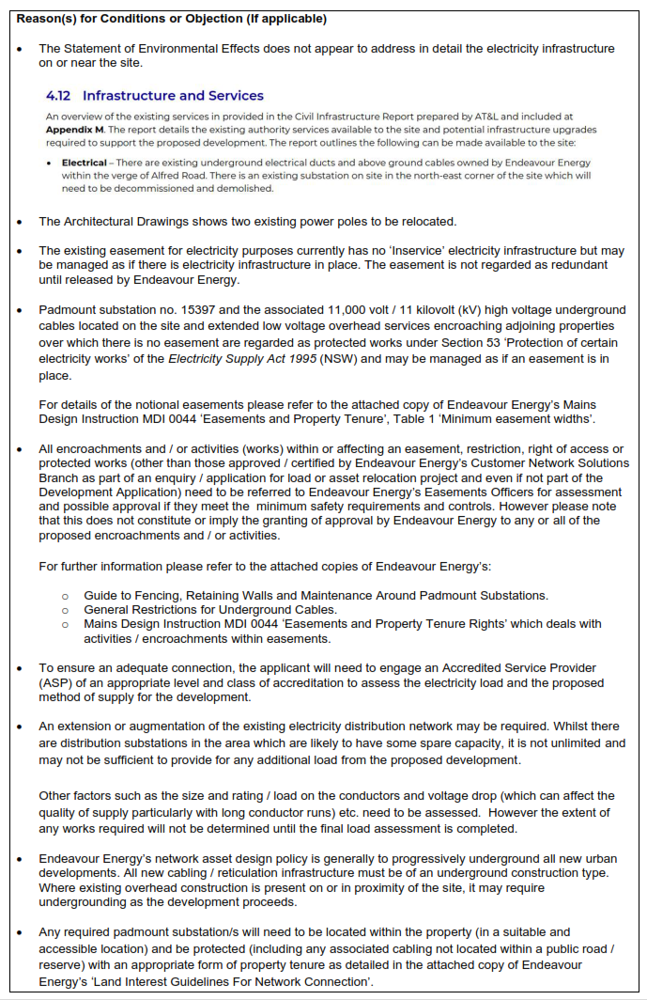 Reason(s) for Conditions or Objection (If applicable)
• The Statement of Environmental Effects does not appear to address in detail the electricity infrastructure
on or near the site.
4.12 Infrastructure and Services
An overview of the existing services in provided in the Civil Infrastructure Report prepared by AT&L and included at
Appendix M. The report details the existing authority services available to the site and potential infrastructure upgrades
required to support the proposed development. The report outlines the following can be made available to the site:
• Electrical – There are existing underground electrical ducts and above ground cables owned by Endeavour Energy
within the verge of Alfred Road. There is an existing substation on site in the north-east corner of the site which will
need to be decommissioned and demolished.
• The Architectural Drawings shows two existing power poles to be relocated.
• The existing easement for electricity purposes currently has no ‘Inservice’ electricity infrastructure but may
be managed as if there is electricity infrastructure in place. The easement is not regarded as redundant
until released by Endeavour Energy.
• Padmount substation no. 15397 and the associated 11,000 volt / 11 kilovolt (kV) high voltage underground
cables located on the site and extended low voltage overhead services encroaching adjoining properties
over which there is no easement are regarded as protected works under Section 53 ‘Protection of certain
electricity works’ of the Electricity Supply Act 1995 (NSW) and may be managed as if an easement is in
place.
For details of the notional easements please refer to the attached copy of Endeavour Energy’s Mains
Design Instruction MDI 0044 ‘Easements and Property Tenure’, Table 1 ‘Minimum easement widths’.
• All encroachments and / or activities (works) within or affecting an easement, restriction, right of access or
protected works (other than those approved / certified by Endeavour Energy’s Customer Network Solutions
Branch as part of an enquiry / application for load or asset relocation project and even if not part of the
Development Application) need to be referred to Endeavour Energy’s Easements Officers for assessment
and possible approval if they meet the minimum safety requirements and controls. However please note
that this does not constitute or imply the granting of approval by Endeavour Energy to any or all of the
proposed encroachments and / or activities.
For further information please refer to the attached copies of Endeavour Energy’s:
o Guide to Fencing, Retaining Walls and Maintenance Around Padmount Substations.
o General Restrictions for Underground Cables.
o Mains Design Instruction MDI 0044 ‘Easements and Property Tenure Rights’ which deals with
activities / encroachments within easements.
• To ensure an adequate connection, the applicant will need to engage an Accredited Service Provider
(ASP) of an appropriate level and class of accreditation to assess the electricity load and the proposed
method of supply for the development.
• An extension or augmentation of the existing electricity distribution network may be required. Whilst there
are distribution substations in the area which are likely to have some spare capacity, it is not unlimited and
may not be sufficient to provide for any additional load from the proposed development.
Other factors such as the size and rating / load on the conductors and voltage drop (which can affect the
quality of supply particularly with long conductor runs) etc. need to be assessed. However the extent of
any works required will not be determined until the final load assessment is completed.
• Endeavour Energy’s network asset design policy is generally to progressively underground all new urban
developments. All new cabling / reticulation infrastructure must be of an underground construction type.
Where existing overhead construction is present on or in proximity of the site, it may require
undergrounding as the development proceeds.
• Any required padmount substation/s will need to be located within the property (in a suitable and
accessible location) and be protected (including any associated cabling not located within a public road /
reserve) with an appropriate form of property tenure as detailed in the attached copy of Endeavour
Energy’s ‘Land Interest Guidelines For Network Connection’.